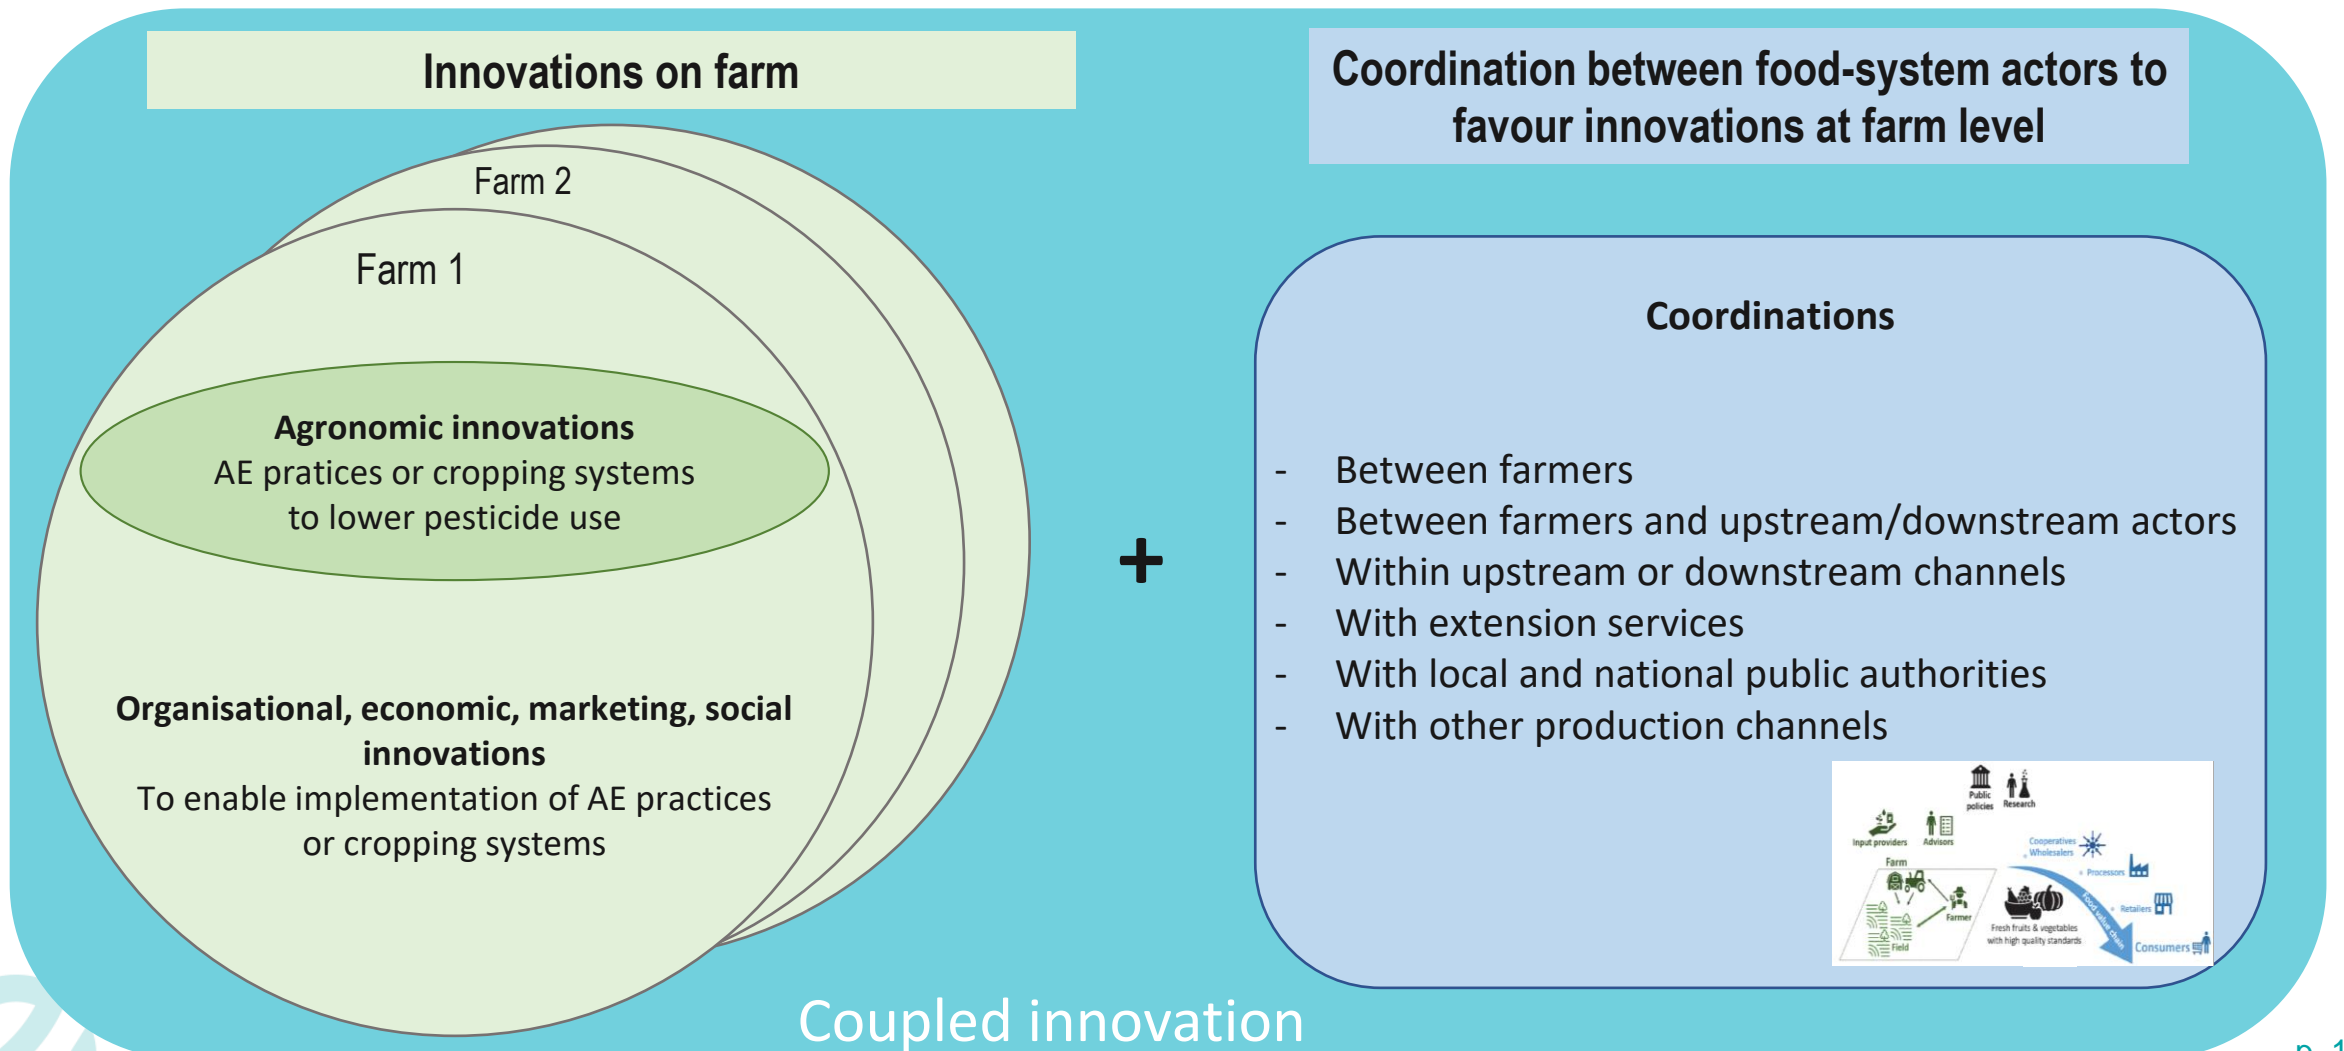 Innovations on farm
Coordination between food-system actors to
favour innovations at farm level
Farm 2
Farm 1
Agronomic innovations
AE pratices or cropping systems
to lower pesticide use
Organisational, economic, marketing, social
innovations
To enable implementation of AE practices
or cropping systems
+
Coordinations
- Between farmers
- Between farmers and upstream/downstream actors
- Within upstream or downstream channels
- With extension services
- With local and national public authorities
- With other production channels
Public
policies
Research
Input providers
Advisors
Farm
Farmer
Field
Cooperatives
Wholesalers
Processors
Retailers
Consumers
Food value chain
Fresh fruits & vegetables
with high quality standards
Coupled innovation